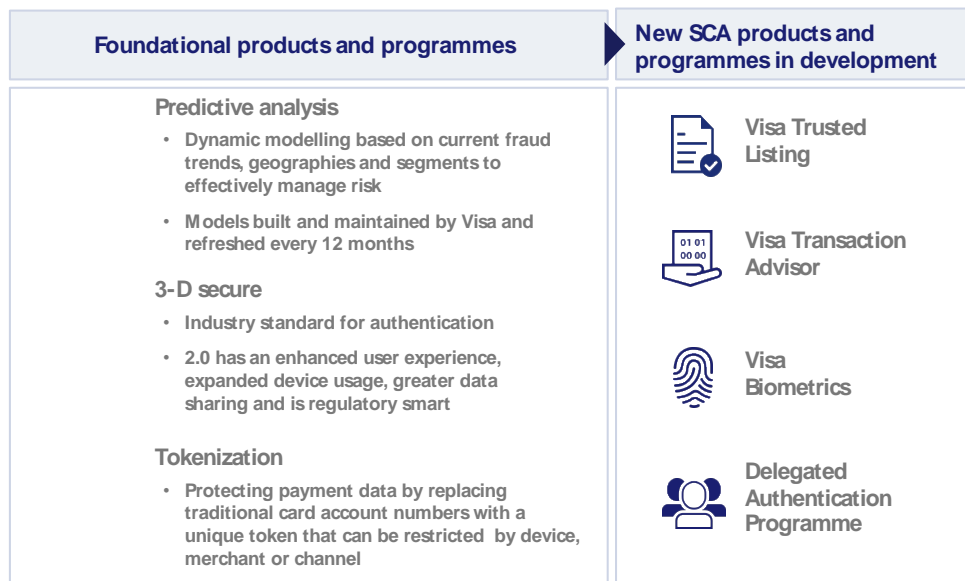 Foundational products and programmes
New SCA products and
programmes in development
Predictive analysis
• Dynamic modelling based on current fraud
trends, geographies and segments to
effectively manage risk
• Models built and maintained by Visa and
refreshed every 12 months
3-D secure
• Industry standard for authentication
• 2.0 has an enhanced user experience,
expanded device usage, greater data
sharing and is regulatory smart
Tokenization
• Protecting payment data by replacing
traditional card account numbers with a
unique token that can be restricted by device,
merchant or channel
Visa Trusted
Listing
01 01
00 00
Visa Transaction
Advisor
Visa
Biometrics
Delegated
Authentication
Programme